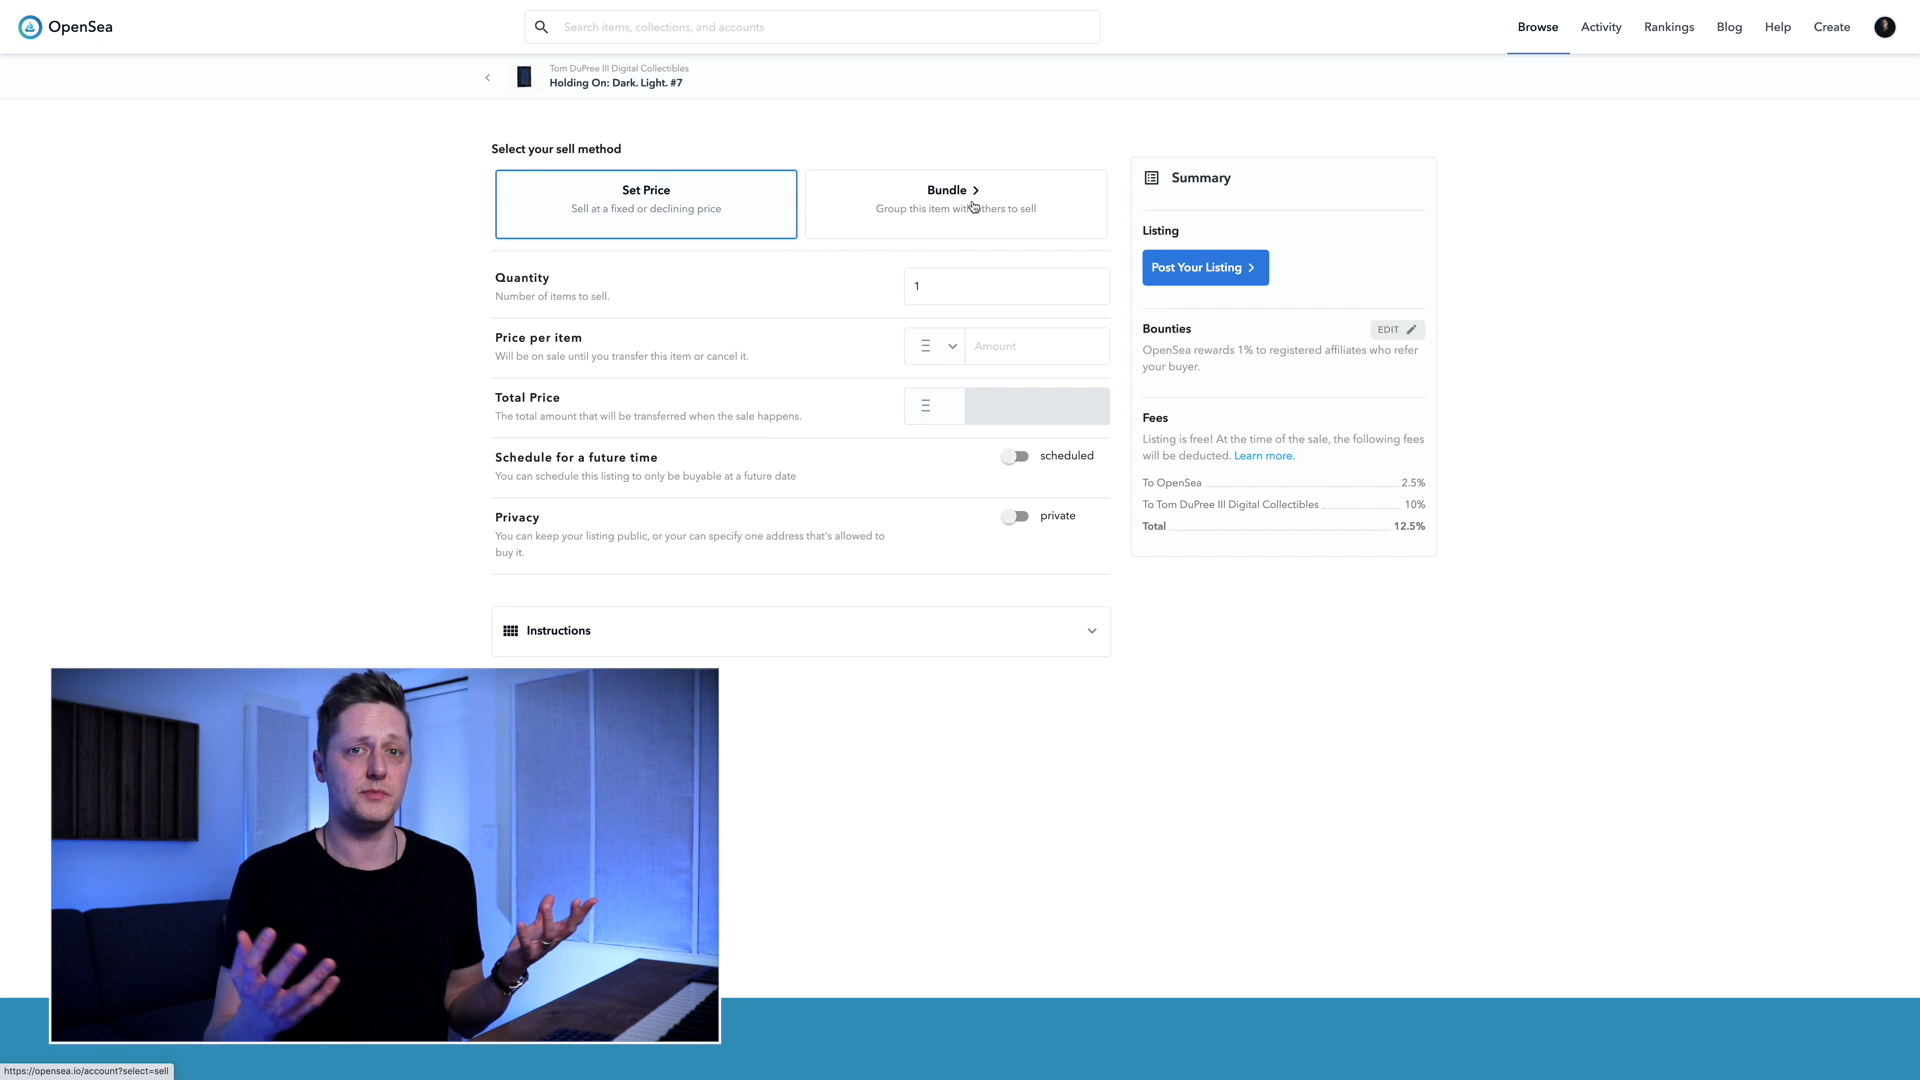 OpenSea
Search items, collections, and accounts
Browse
Activity
Rankings
Blog
Help
Create
Tom DuPree III Digital Collectibles
Holding On: Dark. Light. #7
Select your sell method
Set Price
Sell at a fixed or declining price
Bundle
Group this item with others to sell
Quantity
Number of items to sell.
1
Price per item
Will be on sale until you transfer this item or cancel it.
Amount
Total Price
The total amount that will be transferred when the sale happens.
Schedule for a future time
You can schedule this listing to only be buyable at a future date
scheduled
Privacy
You can keep your listing public, or your can specify one address that's allowed to
buy it.
private
Instructions
Summary
Listing
Post Your Listing
Bounties
EDIT
OpenSea rewards 1% to registered affiliates who refer
your buyer.
Fees
Listing is free! At the time of the sale, the following fees
will be deducted. Learn more.
To OpenSea 2.5%
To Tom DuPree III Digital Collectibles 10%
Total 12.5%
https://opensea.io/account?select=sell